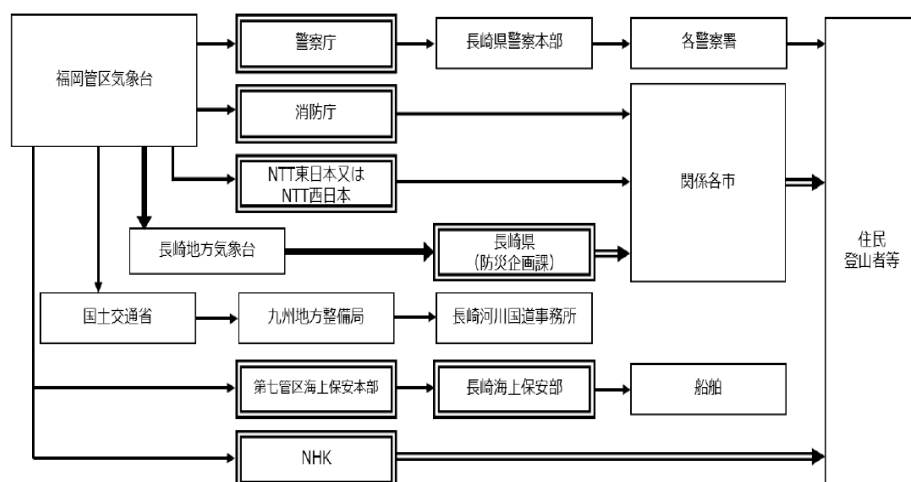 警察庁
長崎県警察本部
各警察署
福岡管区気象台
消防庁
NTT東日本又は
NTT西日本
関係各市
長崎地方気象台
長崎県
（防災企画課）
住民
登山者等
国土交通省
九州地方整備局
長崎河川国道事務所
第七管区海上保安本部
長崎海上保安部
船舶
NHK